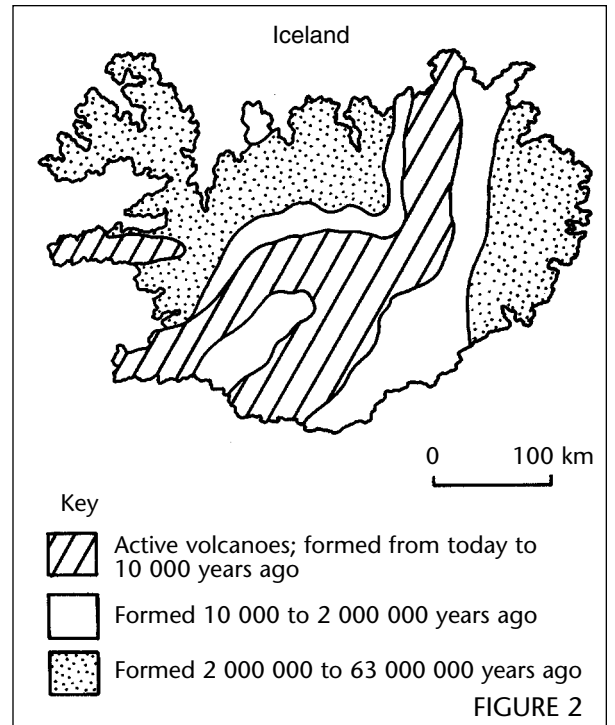 Iceland
0 100 km
Key
Active volcanoes; formed from today to
10 000 years ago
Formed 10 000 to 2 000 000 years ago
Formed 2 000 000 to 63 000 000 years ago
FIGURE 2